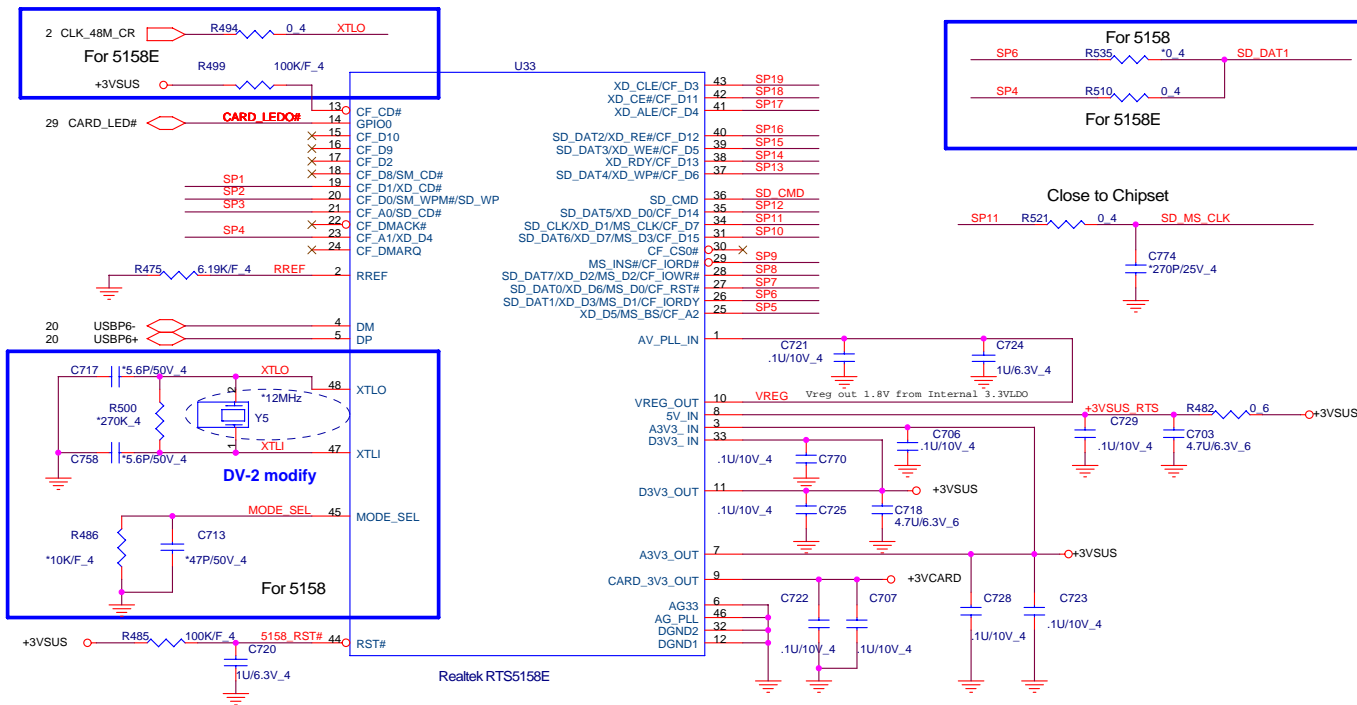 2 CLK_48M_CR R494 0_4 XTLO
For 5158E
+3VSUS R499 100K/F_4
For 5158
SP6 R535 *0_4 SD_DAT1
SP4 R510 0_4
For 5158E
Close to Chipset
SP11 R521 0_4 SD_MS_CLK
C774
*270P/25V_4
U33
13 CF_CD#
29 CARD_LED# CARD_LEDO# 14 GPIO0
15 CF_D10
16 CF_D9
17 CF_D2
18 CF_D8/SM_CD#
SP1 19 CF_D1/XD_CD#
SP2 20 CF_D0/SM_WPM#/SD_WP
SP3 21 CF_A0/SD_CD#
22 CF_DMACK#
SP4 23 CF_A1/XD_D4
24 CF_DMARQ
R475 6.19K/F_4 RREF 2 RREF
20 USBP6- 4 DM
20 USBP6+ 5 DP
C717 *5.6P/50V_4 XTLO 48 XTLO
2
*12MHz
R500
*270K_4
Y5
1
C758 *5.6P/50V_4 XTLI 47 XTLI
DV-2 modify
MODE_SEL 45 MODE_SEL
R486
*10K/F_4
C713
*47P/50V_4
For 5158
+3VSUS R485 100K/F_4 5158_RST# 44 RST#
C720
1U/6.3V_4
XD_CLE/CF_D3 43 SP19
XD_CE#/CF_D11 42 SP18
XD_ALE/CF_D4 41 SP17
SD_DAT2/XD_RE#/CF_D12 40 SP16
SD_DAT3/XD_WE#/CF_D5 39 SP15
XD_RDY/CF_D13 38 SP14
SD_DAT4/XD_WP#/CF_D6 37 SP13
SD_CMD 36 SD_CMD
SD_DAT5/XD_D0/CF_D14 35 SP12
SD_CLK/XD_D1/MS_CLK/CF_D7 34 SP11
SD_DAT6/XD_D7/MS_D3/CF_D15 31 SP10
CF_CS0# 30
MS_INS#/CF_IORD# 29 SP9
SD_DAT7/XD_D2/MS_D2/CF_IOWR# 28 SP8
SD_DAT0/XD_D6/MS_D0/CF_RST# 27 SP7
SD_DAT1/XD_D3/MS_D1/CF_IORDY 26 SP6
XD_D5/MS_BS/CF_A2 25 SP5
AV_PLL_IN 1
C721
.1U/10V_4
C724
1U/6.3V_4
VREG_OUT 10 VREG Vreg out 1.8V from Internal 3.3VLDO
5V_IN 8 +3VSUS_RTS R482 0_6 +3VSUS
A3V3_ IN 3
D3V3_ IN 33
C729
.1U/10V_4
C703
4.7U/6.3V_6
C706
.1U/10V_4
.1U/10V_4 C770
D3V3_OUT 11 +3VSUS
.1U/10V_4 C725
C718
4.7U/6.3V_6
A3V3_OUT 7 +3VSUS
CARD_3V3_OUT 9 +3VCARD
C722
.1U/10V_4
C707
.1U/10V_4
C728
.1U/10V_4
C723
.1U/10V_4
AG33 6
AG_PLL 46
DGND2 32
DGND1 12
Realtek RTS5158E